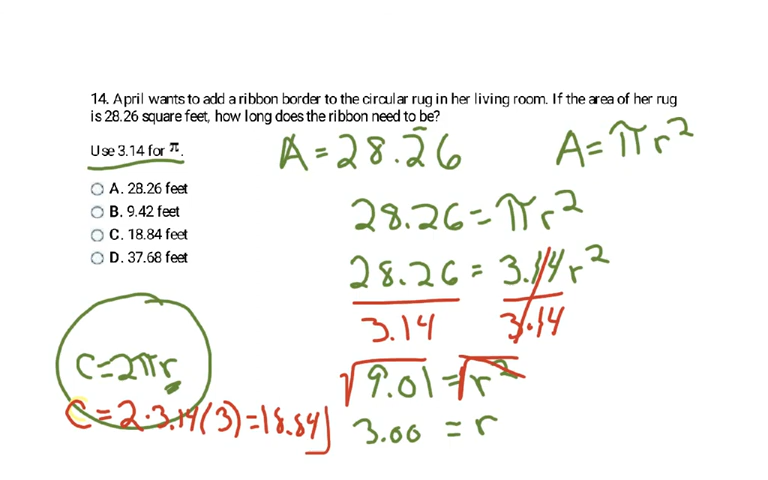 14. April wants to add a ribbon border to the circular rug in her living room. If the area of her rug
is 28.26 square feet, how long does the ribbon need to be?
Use 3.14 for π.
A = 28.26
A = πr²
A. 28.26 feet
B. 9.42 feet
C. 18.84 feet
D. 37.68 feet
28.26 = πr²
28.26 = 3.14r²
3.14 3.14
√9.01 = √r²
3.00 = r
C = 2πr
C = 2·3.14(3) = 18.84